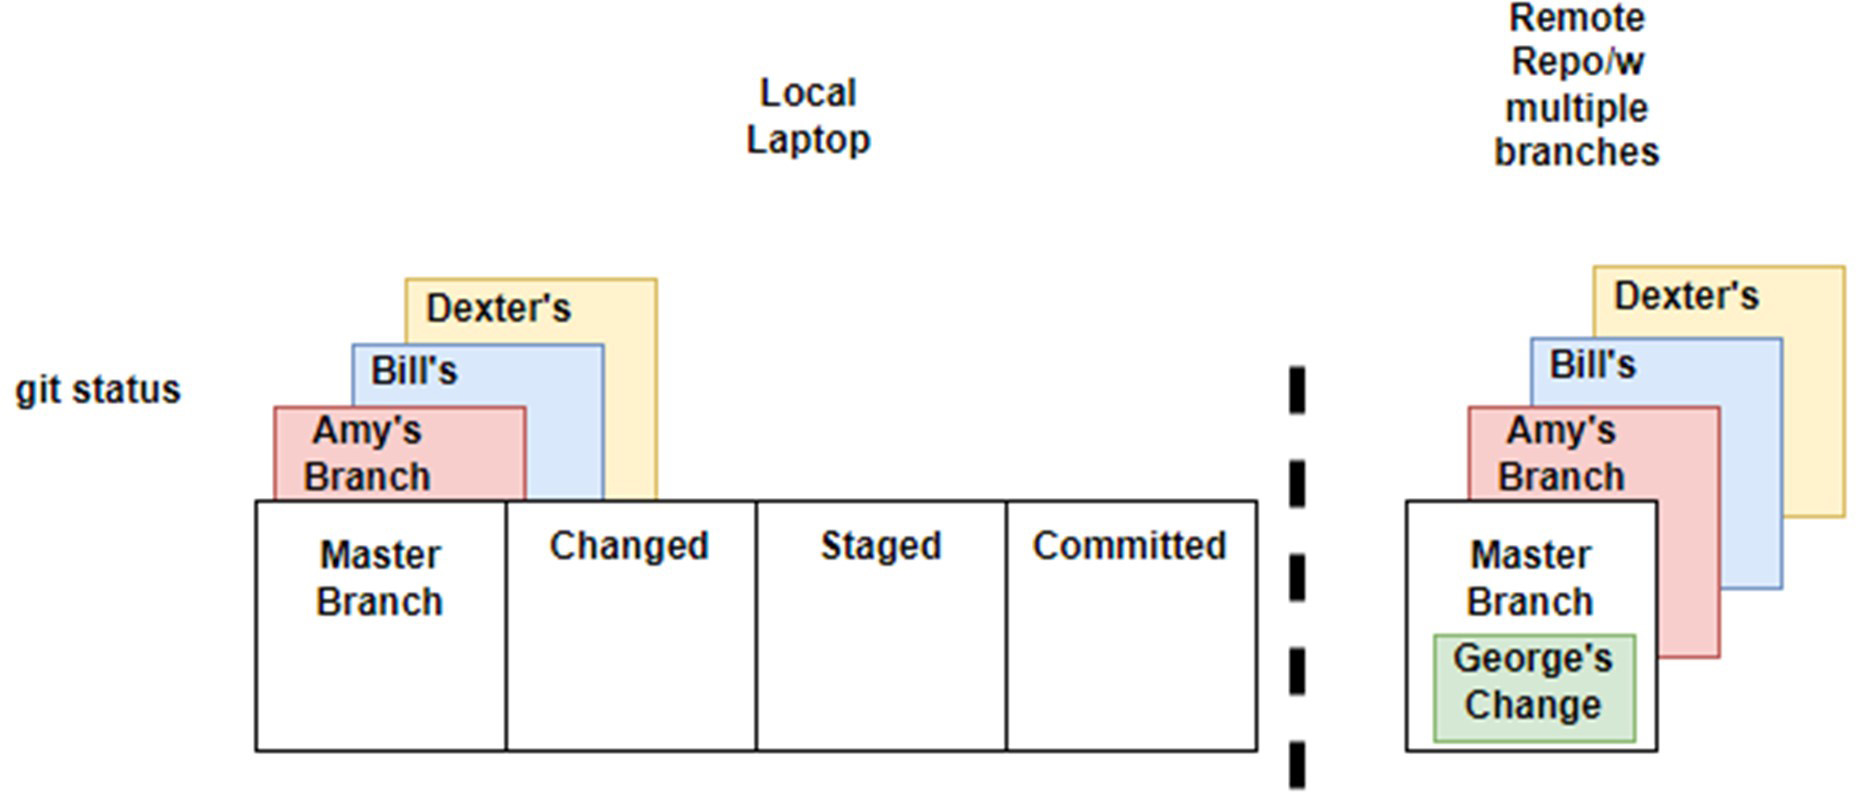 Local
Laptop
Remote
Repo/w
multiple
branches
git status
Dexter's
Bill's
Amy's
Branch
Master
Branch
Changed
Staged
Committed
Dexter's
Bill's
Amy's
Branch
Master
Branch
George's
Change